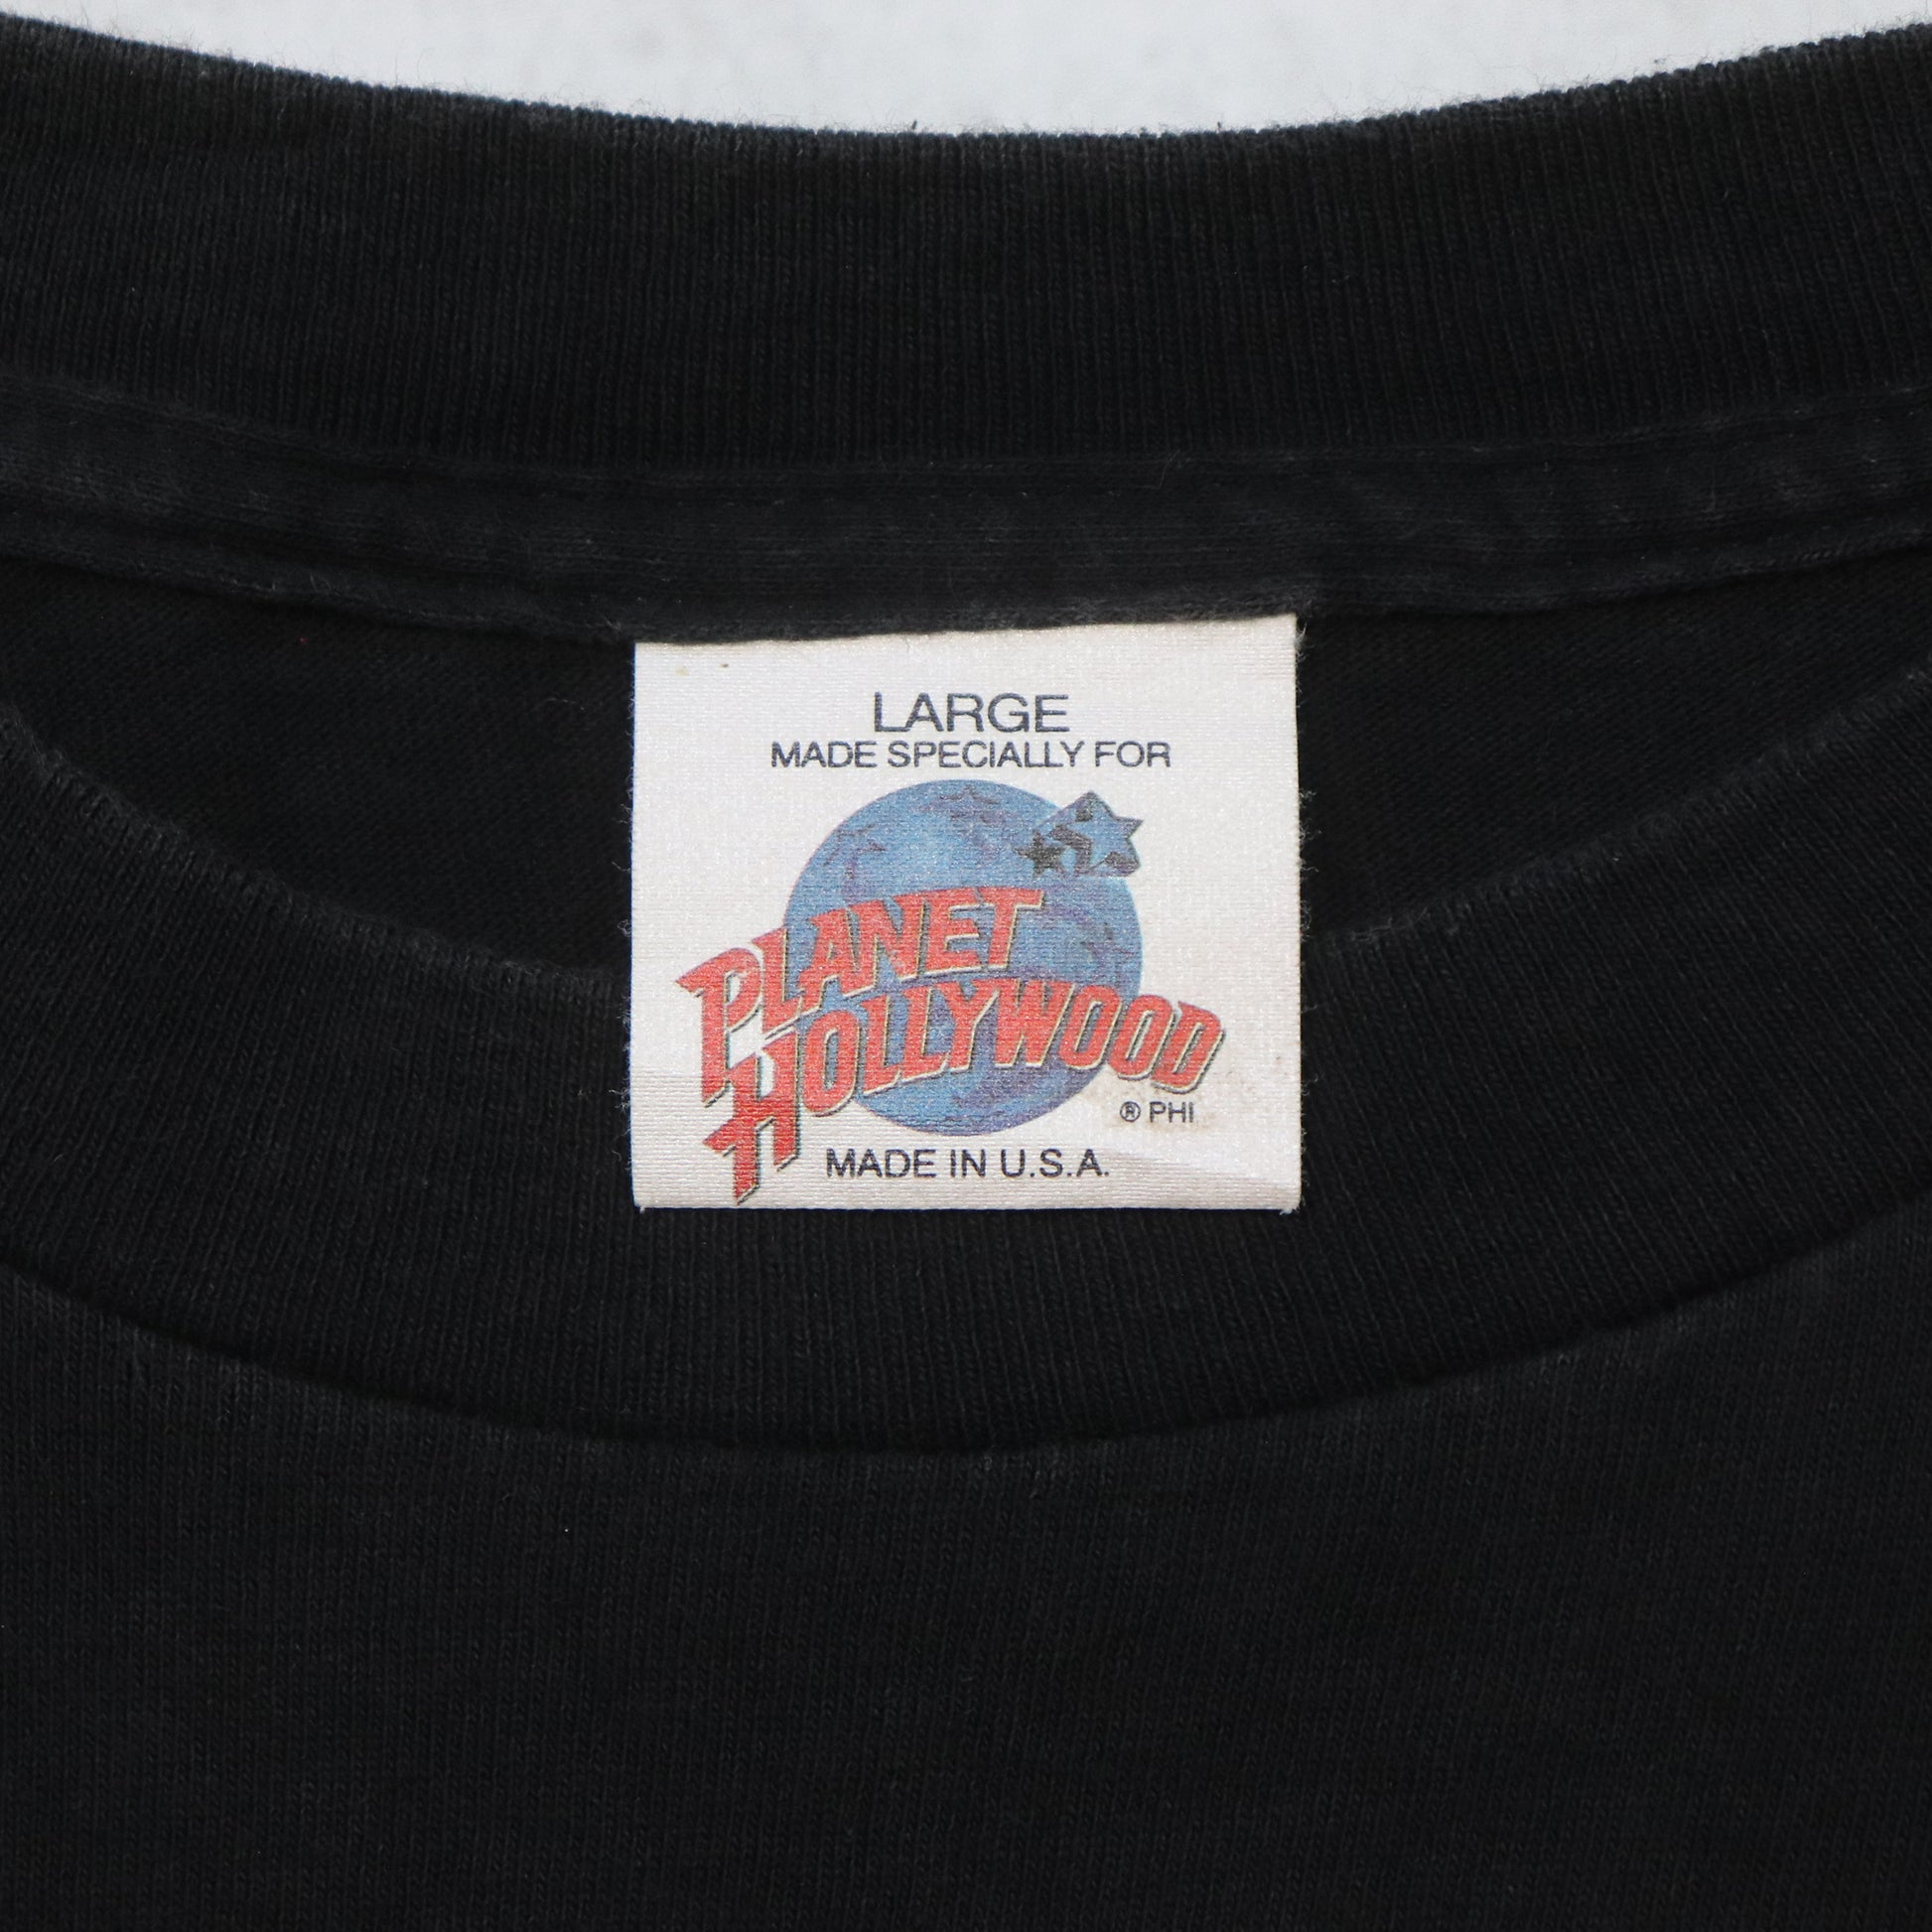 LARGE
MADE SPECIALLY FOR
PLANET
HOLLYWOOD
® PHI
MADE IN U.S.A.